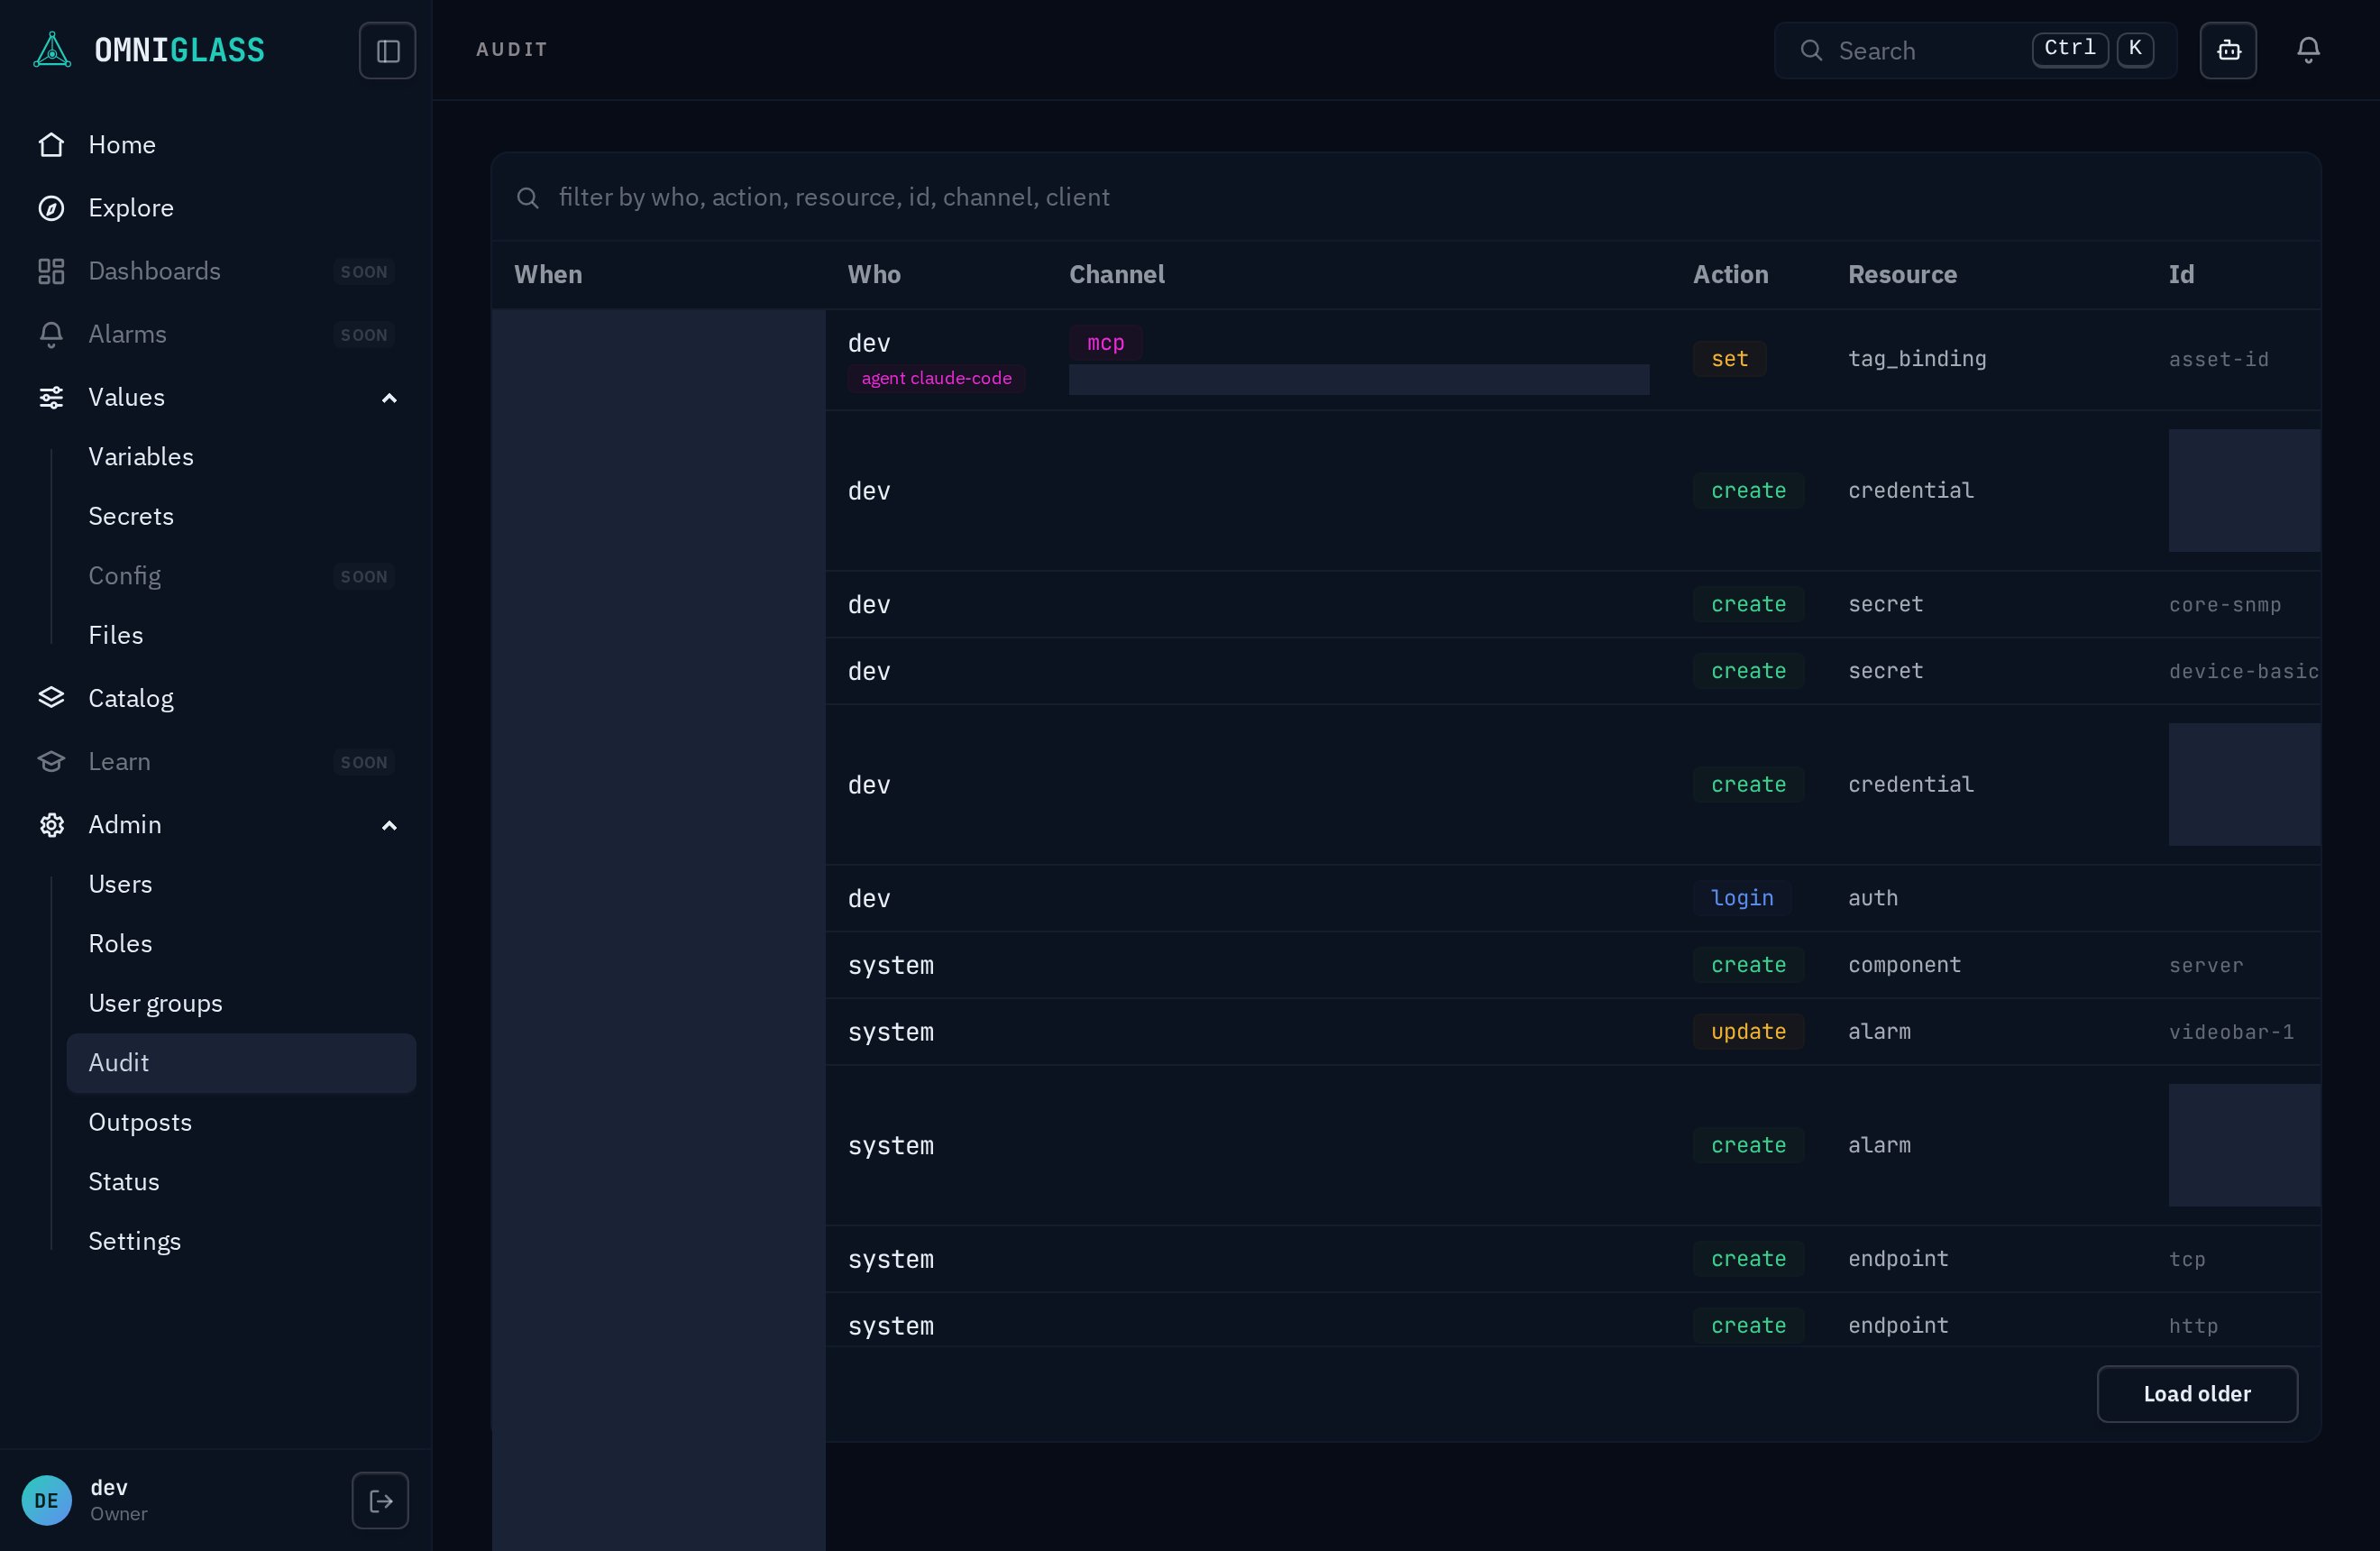 OMNIGLASS
AUDIT
Search Ctrl K
Home
Explore
Dashboards SOON
Alarms SOON
Values
Variables
Secrets
Config SOON
Files
Catalog
Learn SOON
Admin
Users
Roles
User groups
Audit
Outposts
Status
Settings
DE dev
Owner
filter by who, action, resource, id, channel, client
When Who Channel Action Resource Id
dev mcp set tag_binding asset-id
agent claude-code
dev create credential
dev create secret core-snmp
dev create secret device-basic
dev create credential
dev login auth
system create component server
system update alarm videobar-1
system create alarm
system create endpoint tcp
system create endpoint http
Load older